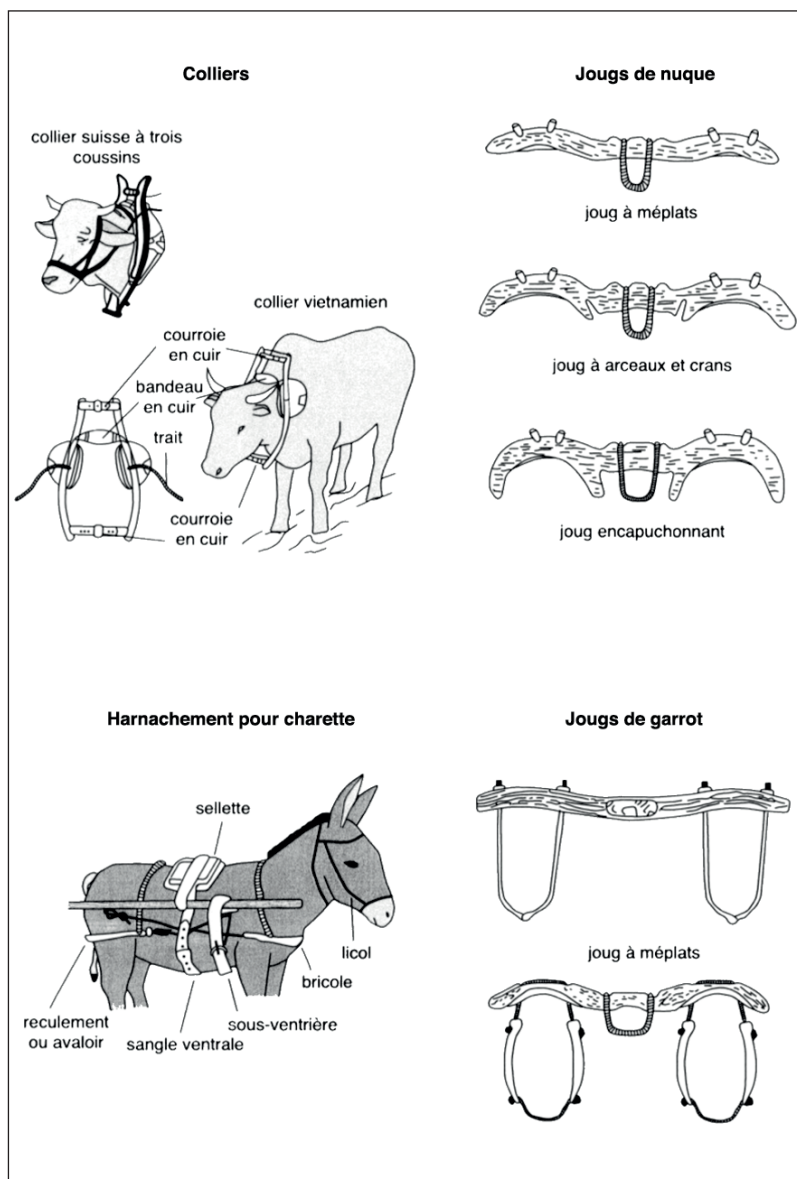 Colliers
collier suisse à trois
coussins
collier vietnamien
courroie
en cuir
bandeau
en cuir
trait
courroie
en cuir
Jougs de nuque
joug à méplats
joug à arceaux et crans
joug encapuchonnant
Harnachement pour charette
sellette
licol
bricole
sous-ventrière
sangle ventrale
reculement
ou avaloir
Jougs de garrot
joug à méplats